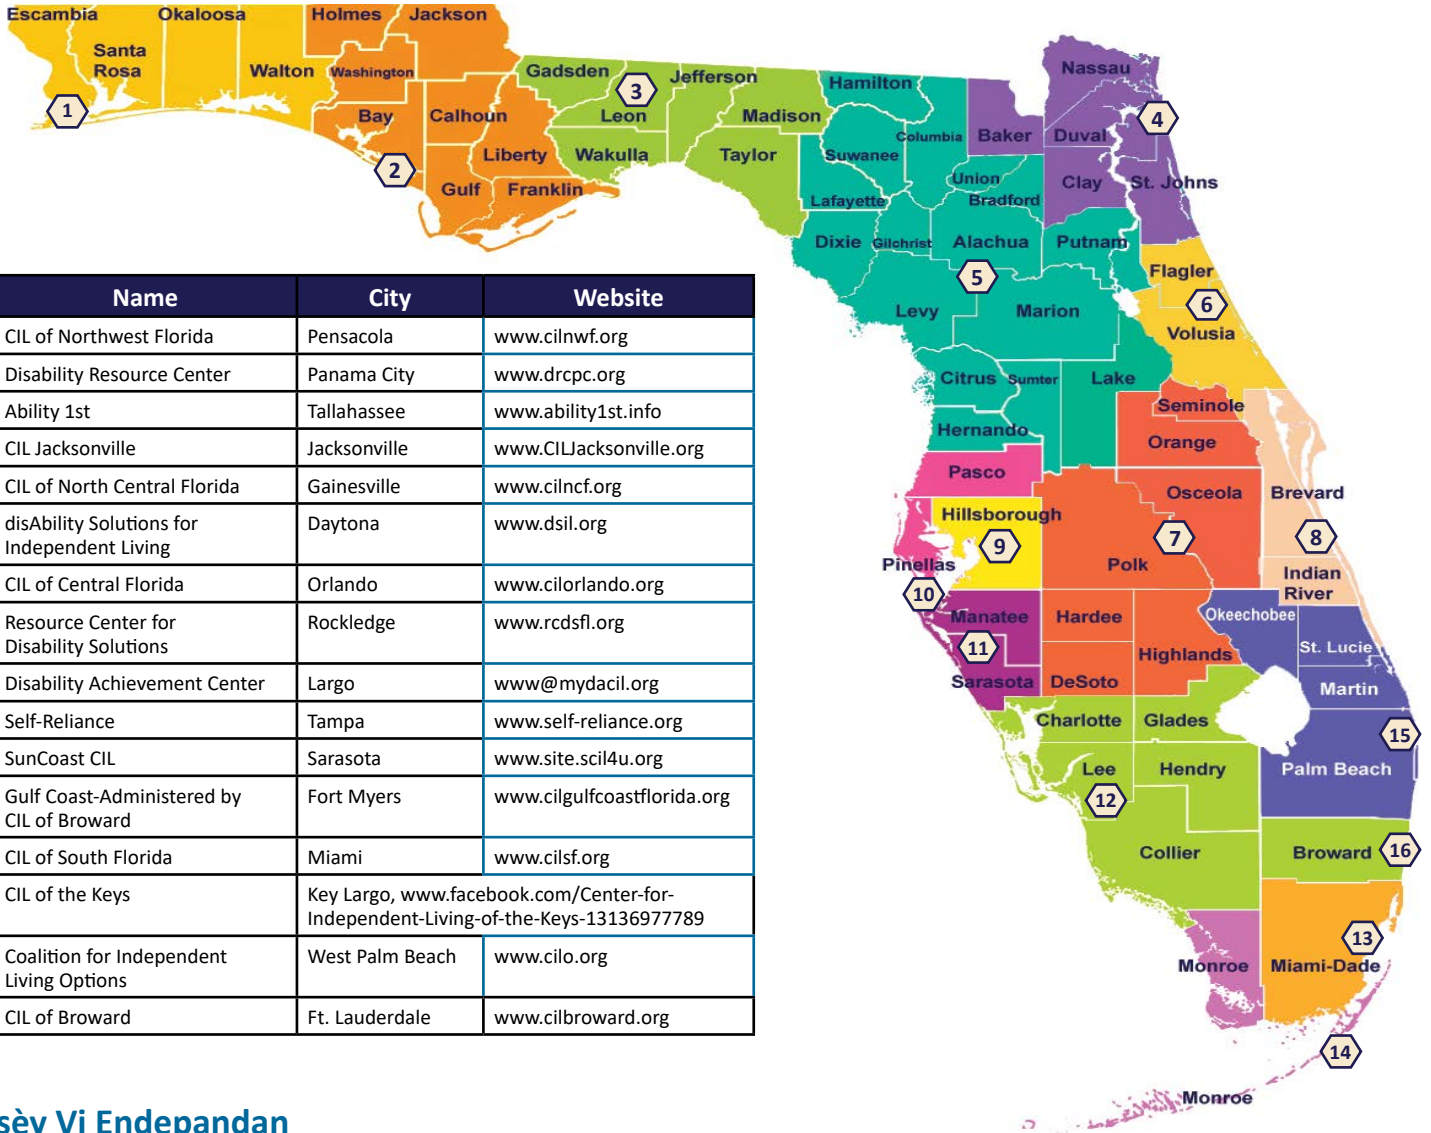 Escambia
Okaloosa
Holmes
Jackson
Santa
Rosa
Walton
Washington
1
Bay
Calhoun
2
Liberty
Gulf
Franklin
Gadsden
3
Leon
Jefferson
Wakulla
Madison
Taylor
Hamilton
Suwanee
Columbia
Lafayette
Union
Bradford
Baker
Nassau
Duval
4
Clay
St. Johns
Dixie
Gilchrist
Alachua
Putnam
5
Levy
Marion
Flagler
6
Volusia
Citrus
Sumter
Lake
Hernando
Seminole
Orange
Pasco
Osceola
Brevard
Hillsborough
9
7
8
Pinellas
Polk
Indian
River
10
Manatee
Hardee
Okeechobee
11
Highlands
St. Lucie
Sarasota
DeSoto
Martin
Charlotte
Glades
15
Lee
Hendry
Palm Beach
12
Collier
Broward
16
13
Monroe
Miami-Dade
14
Monroe
Name City Website
CIL of Northwest Florida Pensacola www.cilnwf.org
Disability Resource Center Panama City www.drcpc.org
Ability 1st Tallahassee www.ability1st.info
CIL Jacksonville Jacksonville www.CILJacksonville.org
CIL of North Central Florida Gainesville www.cilncf.org
disAbility Solutions for Daytona www.dsil.org
Independent Living
CIL of Central Florida Orlando www.cilorlando.org
Resource Center for Rockledge www.rcdsfl.org
Disability Solutions
Disability Achievement Center Largo www@mydacil.org
Self-Reliance Tampa www.self-reliance.org
SunCoast CIL Sarasota www.site.scil4u.org
Gulf Coast-Administered by Fort Myers www.cilgulfcoastflorida.org
CIL of Broward
CIL of South Florida Miami www.cilsf.org
CIL of the Keys Key Largo, www.facebook.com/Center-for-
Independent-Living-of-the-Keys-13136977789
Coalition for Independent West Palm Beach www.cilo.org
Living Options
CIL of Broward Ft. Lauderdale www.cilbroward.org
sèv Vi Endepandan